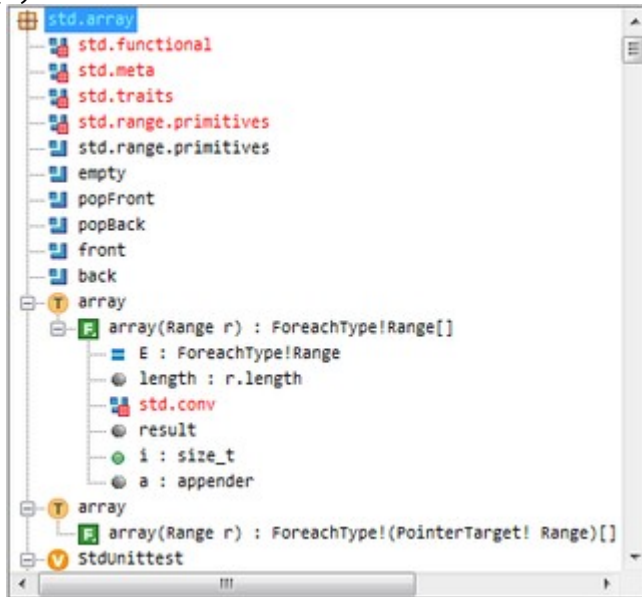 std.array
std.functional
std.meta
std.traits
std.range.primitives
std.range.primitives
empty
popFront
popBack
front
back
T array
F array(Range r) : ForeachType!Range[]
E : ForeachType!Range
length : r.length
std.conv
result
i : size_t
a : appender
T array
F array(Range r) : ForeachType!(PointerTarget! Range)[]
V StdUnittest